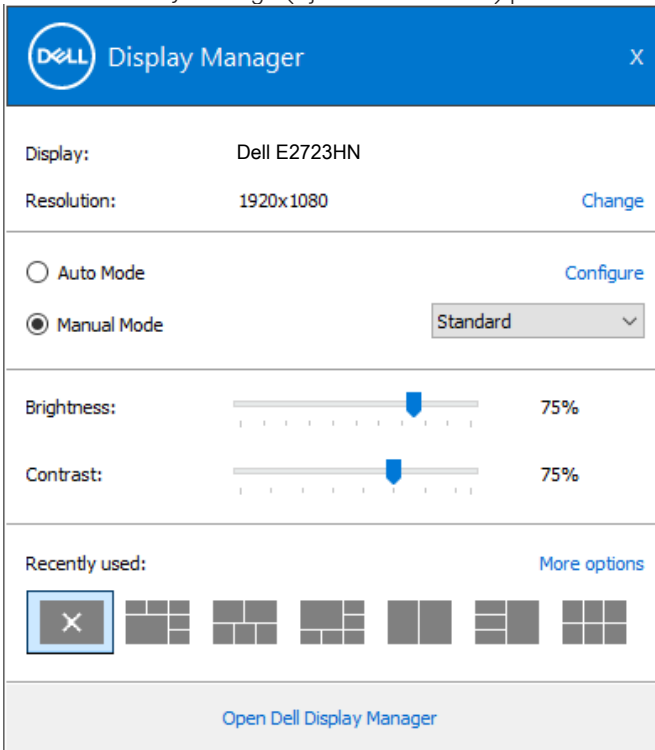 DELL Display Manager X
Display: Dell E2723HN
Resolution: 1920x1080 Change
Auto Mode Configure
Manual Mode Standard
Brightness: 75%
Contrast: 75%
Recently used: More options
Open Dell Display Manager